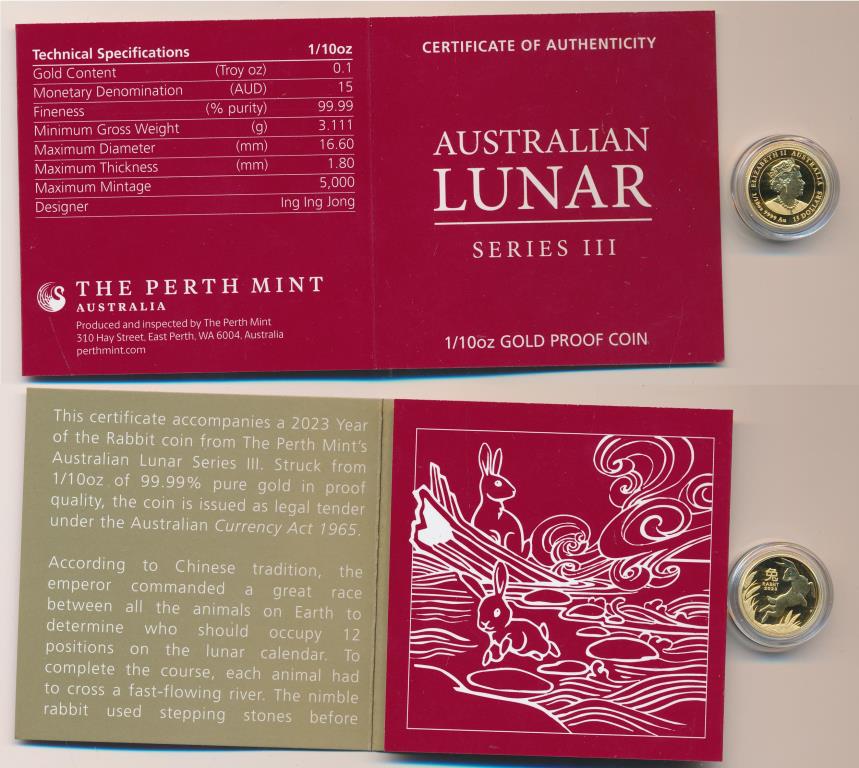 Technical Specifications 1/10oz
Gold Content (Troy oz) 0.1
Monetary Denomination (AUD) 15
Fineness (% purity) 99.99
Minimum Gross Weight (g) 3.111
Maximum Diameter (mm) 16.60
Maximum Thickness (mm) 1.80
Maximum Mintage 5,000
Designer Ing Ing Jong
THE PERTH MINT
AUSTRALIA
Produced and inspected by The Perth Mint
310 Hay Street, East Perth, WA 6004, Australia
perthmint.com
CERTIFICATE OF AUTHENTICITY
AUSTRALIAN
LUNAR
SERIES III
1/10oz GOLD PROOF COIN
ELIZABETH II AUSTRALIA
1/10oz 9999 Au 15 DOLLARS
This certificate accompanies a 2023 Year
of the Rabbit coin from The Perth Mint's
Australian Lunar Series III. Struck from
1/10oz of 99.99% pure gold in proof
quality, the coin is issued as legal tender
under the Australian Currency Act 1965.
According to Chinese tradition, the
emperor commanded a great race
between all the animals on Earth to
determine who should occupy 12
positions on the lunar calendar. To
complete the course, each animal had
to cross a fast-flowing river. The nimble
rabbit used stepping stones before
兔
RABBIT
2023